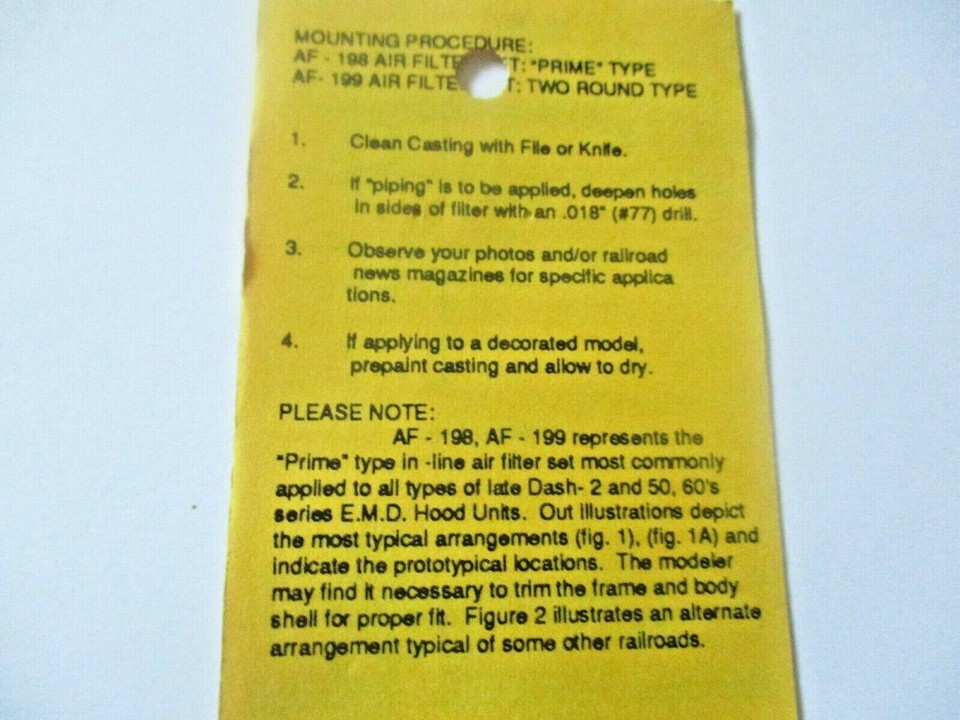 MOUNTING PROCEDURE:
AF - 198 AIR FILTE T: "PRIME" TYPE
AF- 199 AIR FILTE T: TWO ROUND TYPE
1. Clean Casting with File or Knife.
2. If "piping" is to be applied, deepen holes
in sides of filter with an .018" (#77) drill.
3. Observe your photos and/or railroad
news magazines for specific applica
tions.
4. If applying to a decorated model,
prepaint casting and allow to dry.
PLEASE NOTE:
AF - 198, AF - 199 represents the
"Prime" type in -line air filter set most commonly
applied to all types of late Dash- 2 and 50, 60's
series E.M.D. Hood Units. Out illustrations depict
the most typical arrangements (fig. 1), (fig. 1A) and
indicate the prototypical locations. The modeler
may find it necessary to trim the frame and body
shell for proper fit. Figure 2 illustrates an alternate
arrangement typical of some other railroads.